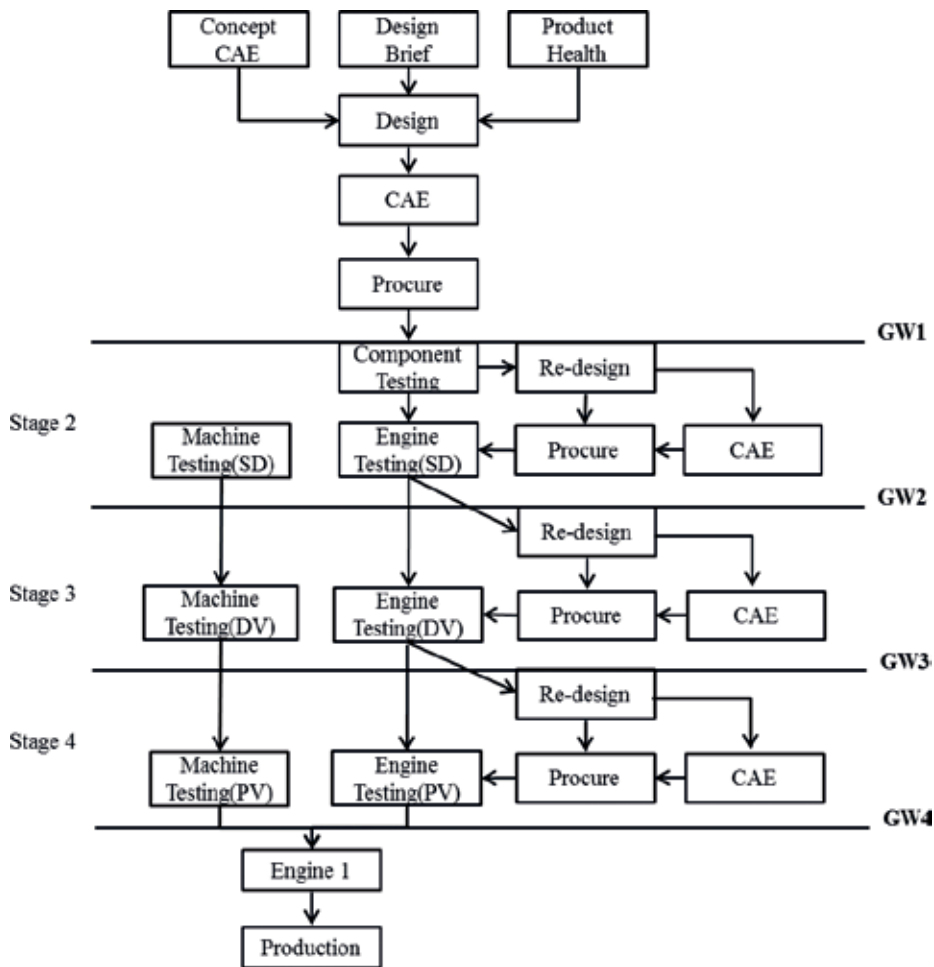 Concept
CAE
Design
Brief
Product
Health
Design
CAE
Procure
GW1
Component
Testing
Re-design
Stage 2
Machine
Testing(SD)
Engine
Testing(SD)
Procure
CAE
GW2
Re-design
Stage 3
Machine
Testing(DV)
Engine
Testing(DV)
Procure
CAE
GW3
Re-design
Stage 4
Machine
Testing(PV)
Engine
Testing(PV)
Procure
CAE
GW4
Engine 1
Production